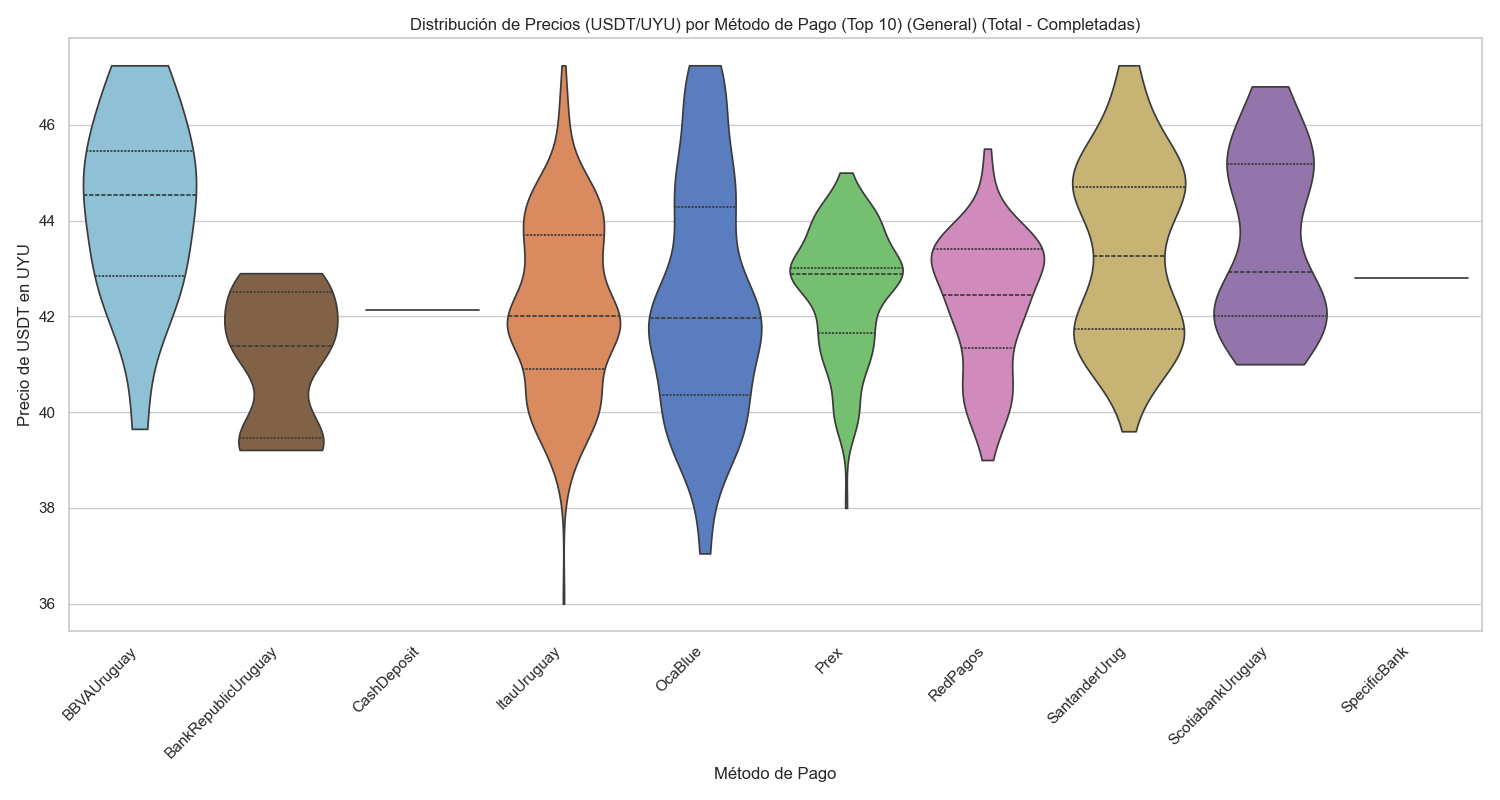 Distribución de Precios (USDT/UYU) por Método de Pago (Top 10) (General) (Total - Completadas)
Precio de USDT en UYU
46
44
42
40
38
36
BBVAUruguay
BankRepublicUruguay
CashDeposit
ItauUruguay
OcaBlue
Prex
RedPagos
SantanderUrug
ScotiabankUruguay
SpecificBank
Método de Pago